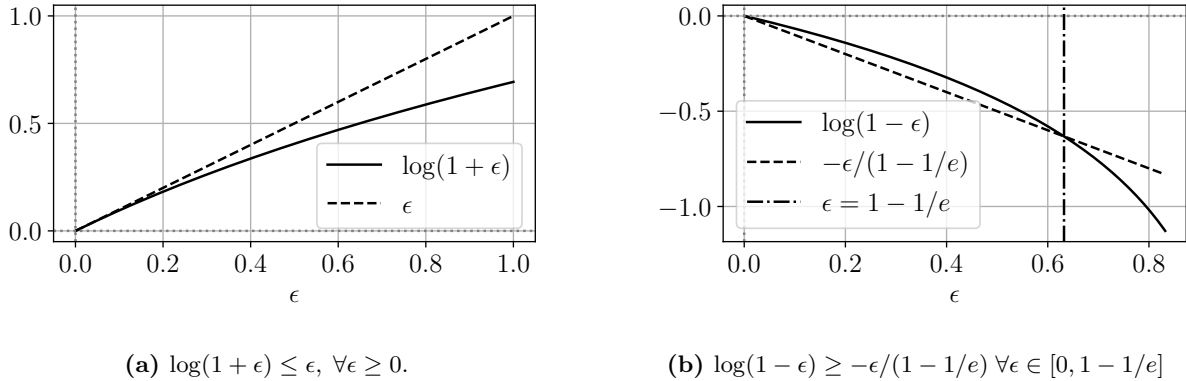 1.0
0.5
0.0
log(1 + ϵ)
ϵ
0.0 0.2 0.4 0.6 0.8 1.0
ϵ
(a) log(1 + ϵ) ≤ ϵ, ∀ϵ ≥ 0.
0.0
−0.5
−1.0
log(1 − ϵ)
−ϵ/(1 − 1/e)
ϵ = 1 − 1/e
0.0 0.2 0.4 0.6 0.8
ϵ
(b) log(1 − ϵ) ≥ −ϵ/(1 − 1/e) ∀ϵ ∈ [0, 1 − 1/e]